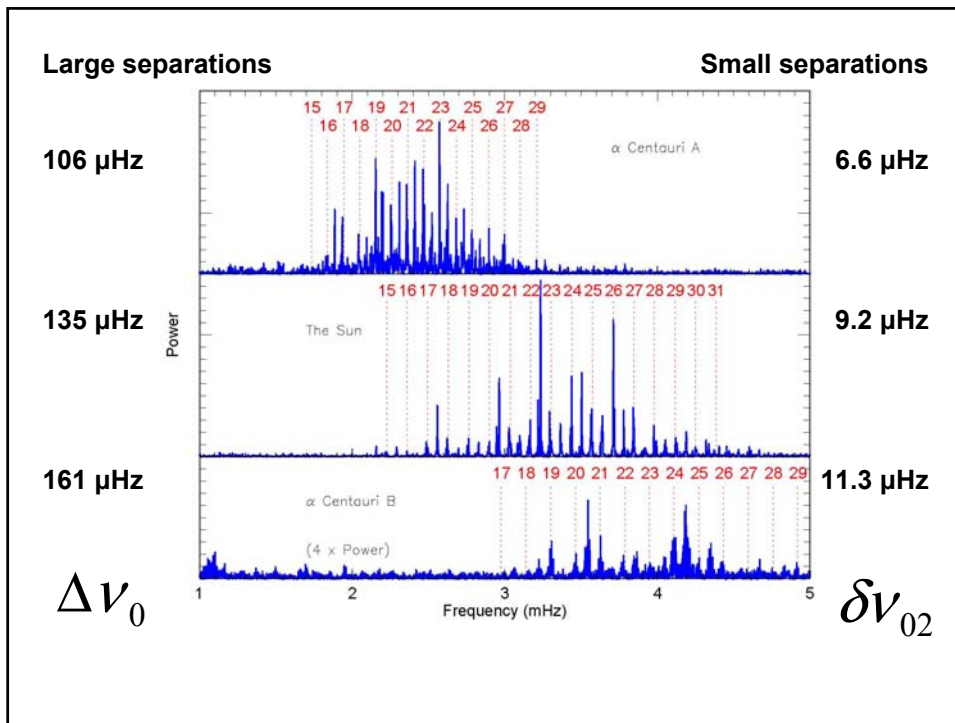 Large separations
Small separations
15 17 19 21 23 25 27 29
16 18 20 22 24 26 28
α Centauri A
106 μHz
6.6 μHz
15 16 17 18 19 20 21 22 23 24 25 26 27 28 29 30 31
135 μHz
The Sun
9.2 μHz
Power
161 μHz
17 18 19 20 21 22 23 24 25 26 27 28 29
11.3 μHz
α Centauri B
(4 x Power)
1 2 3 4 5
Frequency (mHz)
Δν₀
δν₀₂